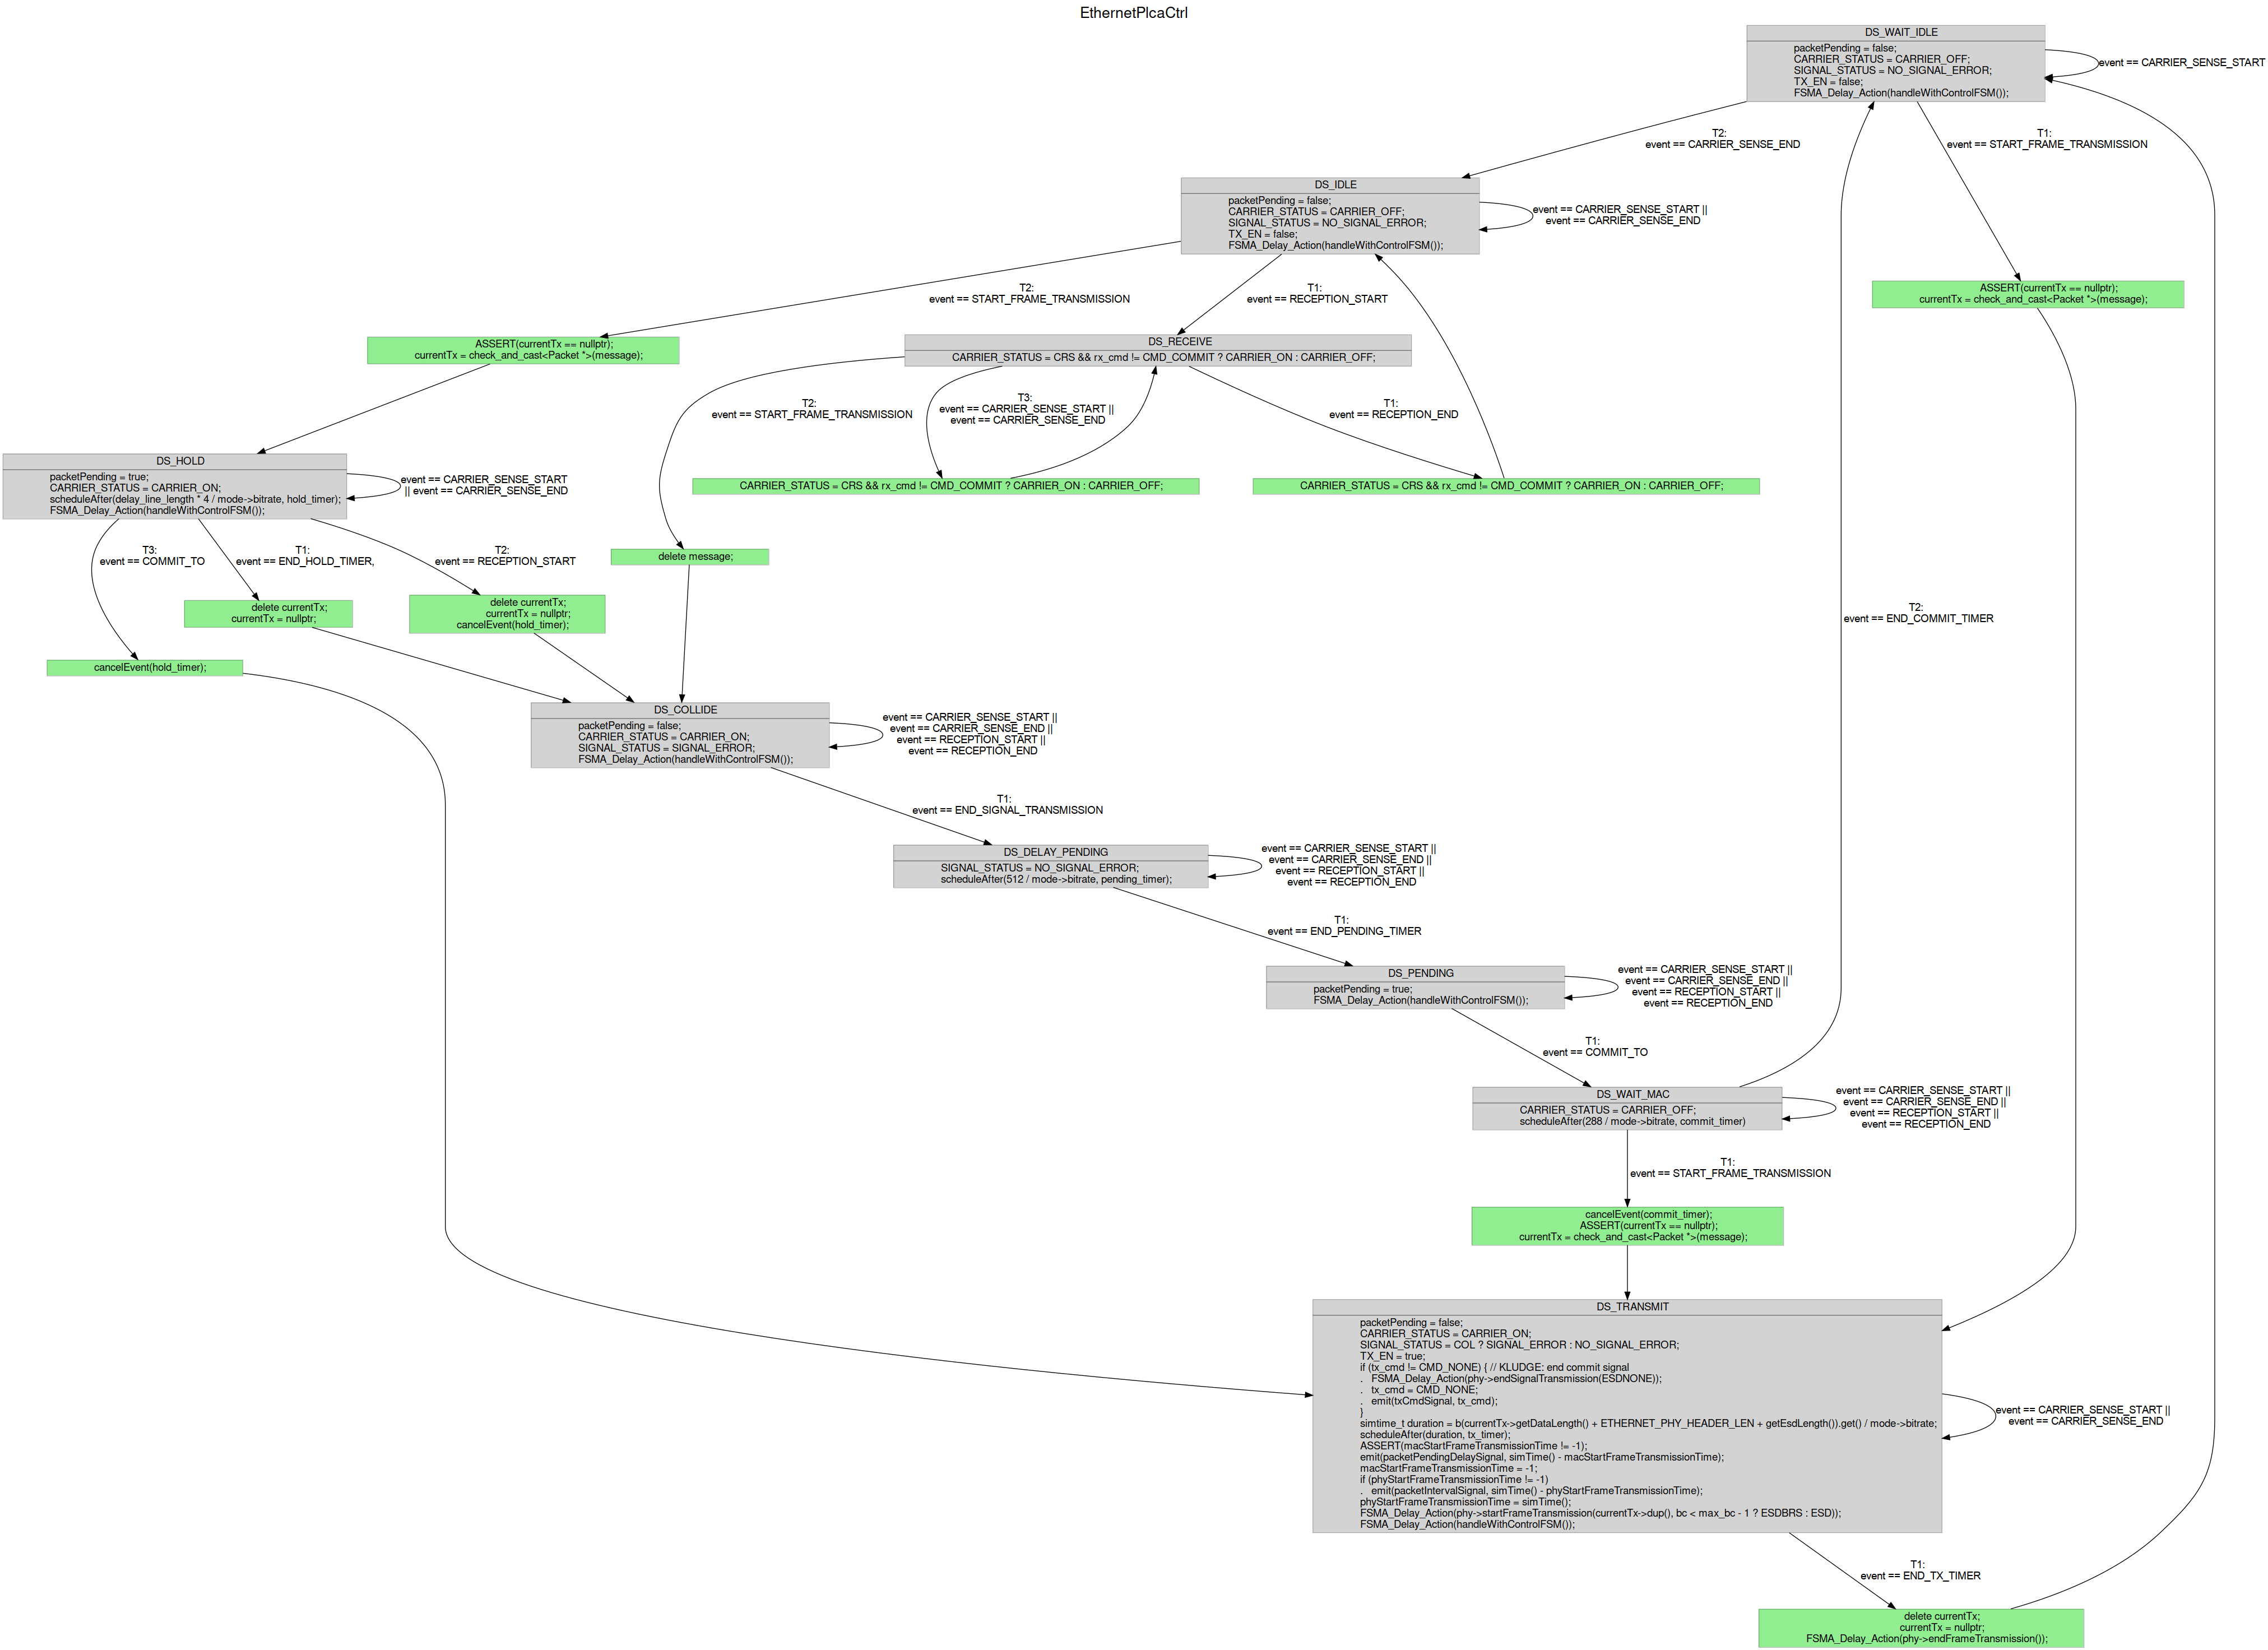 EthernetPlcaCtrl
DS_WAIT_IDLE
packetPending = false;
CARRIER_STATUS = CARRIER_OFF;
SIGNAL_STATUS = NO_SIGNAL_ERROR;
TX_EN = false;
FSMA_Delay_Action(handleWithControlFSM());
event == CARRIER_SENSE_START
T2:
event == CARRIER_SENSE_END
T1:
event == START_FRAME_TRANSMISSION
DS_IDLE
packetPending = false;
CARRIER_STATUS = CARRIER_OFF;
SIGNAL_STATUS = NO_SIGNAL_ERROR;
TX_EN = false;
FSMA_Delay_Action(handleWithControlFSM());
event == CARRIER_SENSE_START ||
event == CARRIER_SENSE_END
T2:
event == START_FRAME_TRANSMISSION
T1:
event == RECEPTION_START
ASSERT(currentTx == nullptr);
currentTx = check_and_cast<Packet *>(message);
ASSERT(currentTx == nullptr);
currentTx = check_and_cast<Packet *>(message);
DS_RECEIVE
CARRIER_STATUS = CRS && rx_cmd != CMD_COMMIT ? CARRIER_ON : CARRIER_OFF;
T2:
event == START_FRAME_TRANSMISSION
T3:
event == CARRIER_SENSE_START ||
event == CARRIER_SENSE_END
T1:
event == RECEPTION_END
DS_HOLD
packetPending = true;
CARRIER_STATUS = CARRIER_ON;
scheduleAfter(delay_line_length * 4 / mode->bitrate, hold_timer);
FSMA_Delay_Action(handleWithControlFSM());
event == CARRIER_SENSE_START
|| event == CARRIER_SENSE_END
CARRIER_STATUS = CRS && rx_cmd != CMD_COMMIT ? CARRIER_ON : CARRIER_OFF;
CARRIER_STATUS = CRS && rx_cmd != CMD_COMMIT ? CARRIER_ON : CARRIER_OFF;
T3:
event == COMMIT_TO
T1:
event == END_HOLD_TIMER,
T2:
event == RECEPTION_START
delete message;
delete currentTx;
currentTx = nullptr;
delete currentTx;
currentTx = nullptr;
cancelEvent(hold_timer);
T2:
event == END_COMMIT_TIMER
cancelEvent(hold_timer);
DS_COLLIDE
packetPending = false;
CARRIER_STATUS = CARRIER_ON;
SIGNAL_STATUS = SIGNAL_ERROR;
FSMA_Delay_Action(handleWithControlFSM());
event == CARRIER_SENSE_START ||
event == CARRIER_SENSE_END ||
event == RECEPTION_START ||
event == RECEPTION_END
T1:
event == END_SIGNAL_TRANSMISSION
DS_DELAY_PENDING
SIGNAL_STATUS = NO_SIGNAL_ERROR;
scheduleAfter(512 / mode->bitrate, pending_timer);
event == CARRIER_SENSE_START ||
event == CARRIER_SENSE_END ||
event == RECEPTION_START ||
event == RECEPTION_END
T1:
event == END_PENDING_TIMER
DS_PENDING
packetPending = true;
FSMA_Delay_Action(handleWithControlFSM());
event == CARRIER_SENSE_START ||
event == CARRIER_SENSE_END ||
event == RECEPTION_START ||
event == RECEPTION_END
T1:
event == COMMIT_TO
DS_WAIT_MAC
CARRIER_STATUS = CARRIER_OFF;
scheduleAfter(288 / mode->bitrate, commit_timer)
event == CARRIER_SENSE_START ||
event == CARRIER_SENSE_END ||
event == RECEPTION_START ||
event == RECEPTION_END
T1:
event == START_FRAME_TRANSMISSION
cancelEvent(commit_timer);
ASSERT(currentTx == nullptr);
currentTx = check_and_cast<Packet *>(message);
DS_TRANSMIT
packetPending = false;
CARRIER_STATUS = CARRIER_ON;
SIGNAL_STATUS = COL ? SIGNAL_ERROR : NO_SIGNAL_ERROR;
TX_EN = true;
if (tx_cmd != CMD_NONE) { // KLUDGE: end commit signal
.   FSMA_Delay_Action(phy->endSignalTransmission(ESDNONE));
.   tx_cmd = CMD_NONE;
.   emit(txCmdSignal, tx_cmd);
}
simtime_t duration = b(currentTx->getDataLength() + ETHERNET_PHY_HEADER_LEN + getEsdLength()).get() / mode->bitrate;
scheduleAfter(duration, tx_timer);
ASSERT(macStartFrameTransmissionTime != -1);
emit(packetPendingDelaySignal, simTime() - macStartFrameTransmissionTime);
macStartFrameTransmissionTime = -1;
if (phyStartFrameTransmissionTime != -1)
.   emit(packetIntervalSignal, simTime() - phyStartFrameTransmissionTime);
phyStartFrameTransmissionTime = simTime();
FSMA_Delay_Action(phy->startFrameTransmission(currentTx->dup(), bc < max_bc - 1 ? ESDBRS : ESD));
FSMA_Delay_Action(handleWithControlFSM());
event == CARRIER_SENSE_START ||
event == CARRIER_SENSE_END
T1:
event == END_TX_TIMER
delete currentTx;
currentTx = nullptr;
FSMA_Delay_Action(phy->endFrameTransmission());